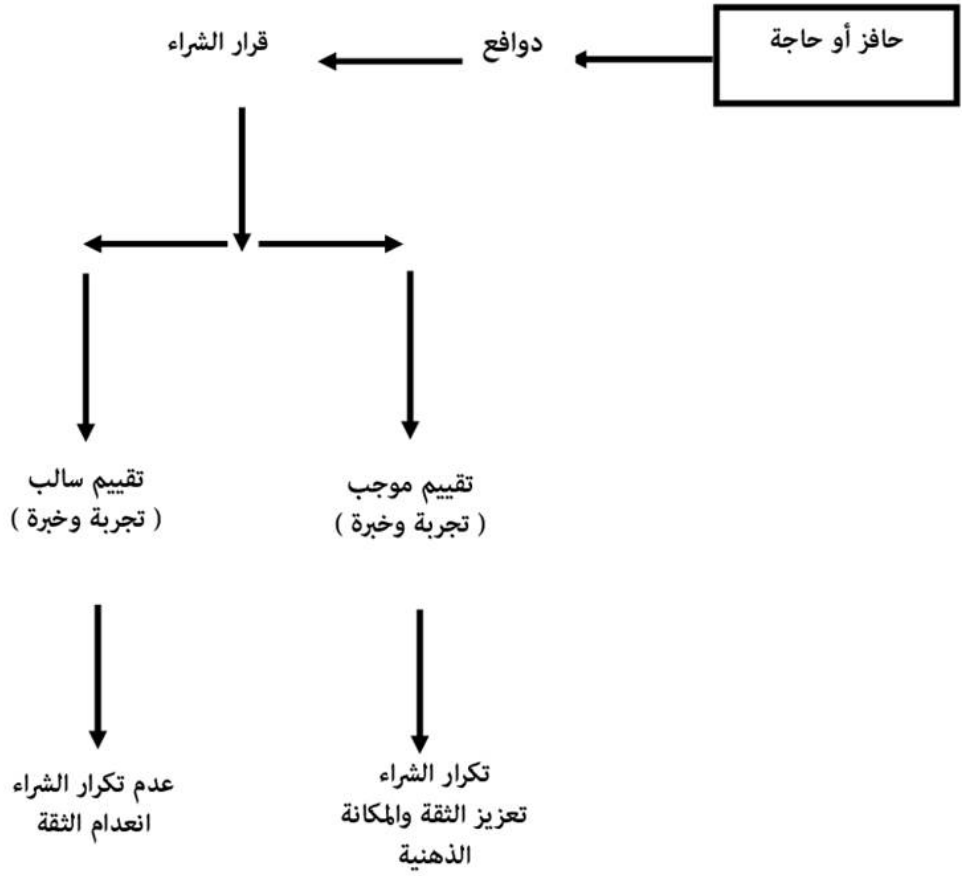 حافز أو حاجة
دوافع
قرار الشراء
تقييم موجب
( تجربة وخبرة )
تقييم سالب
( تجربة وخبرة )
تكرار الشراء
تعزيز الثقة والمكانة
الذهنية
عدم تكرار الشراء
انعدام الثقة